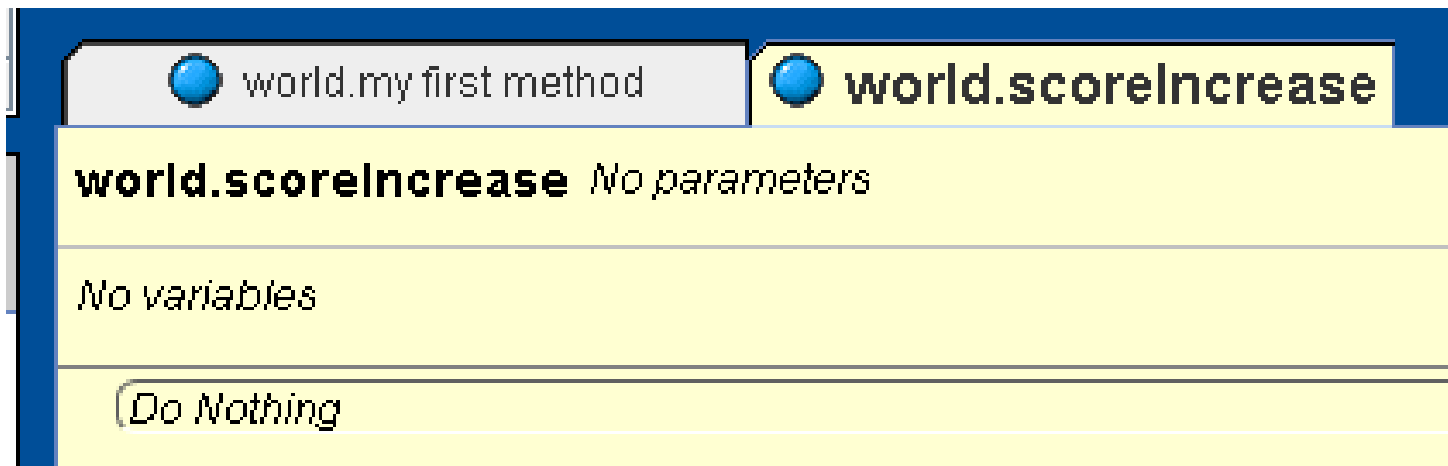 world.my first method
world.scoreIncrease
world.scoreIncrease No parameters
No variables
Do Nothing